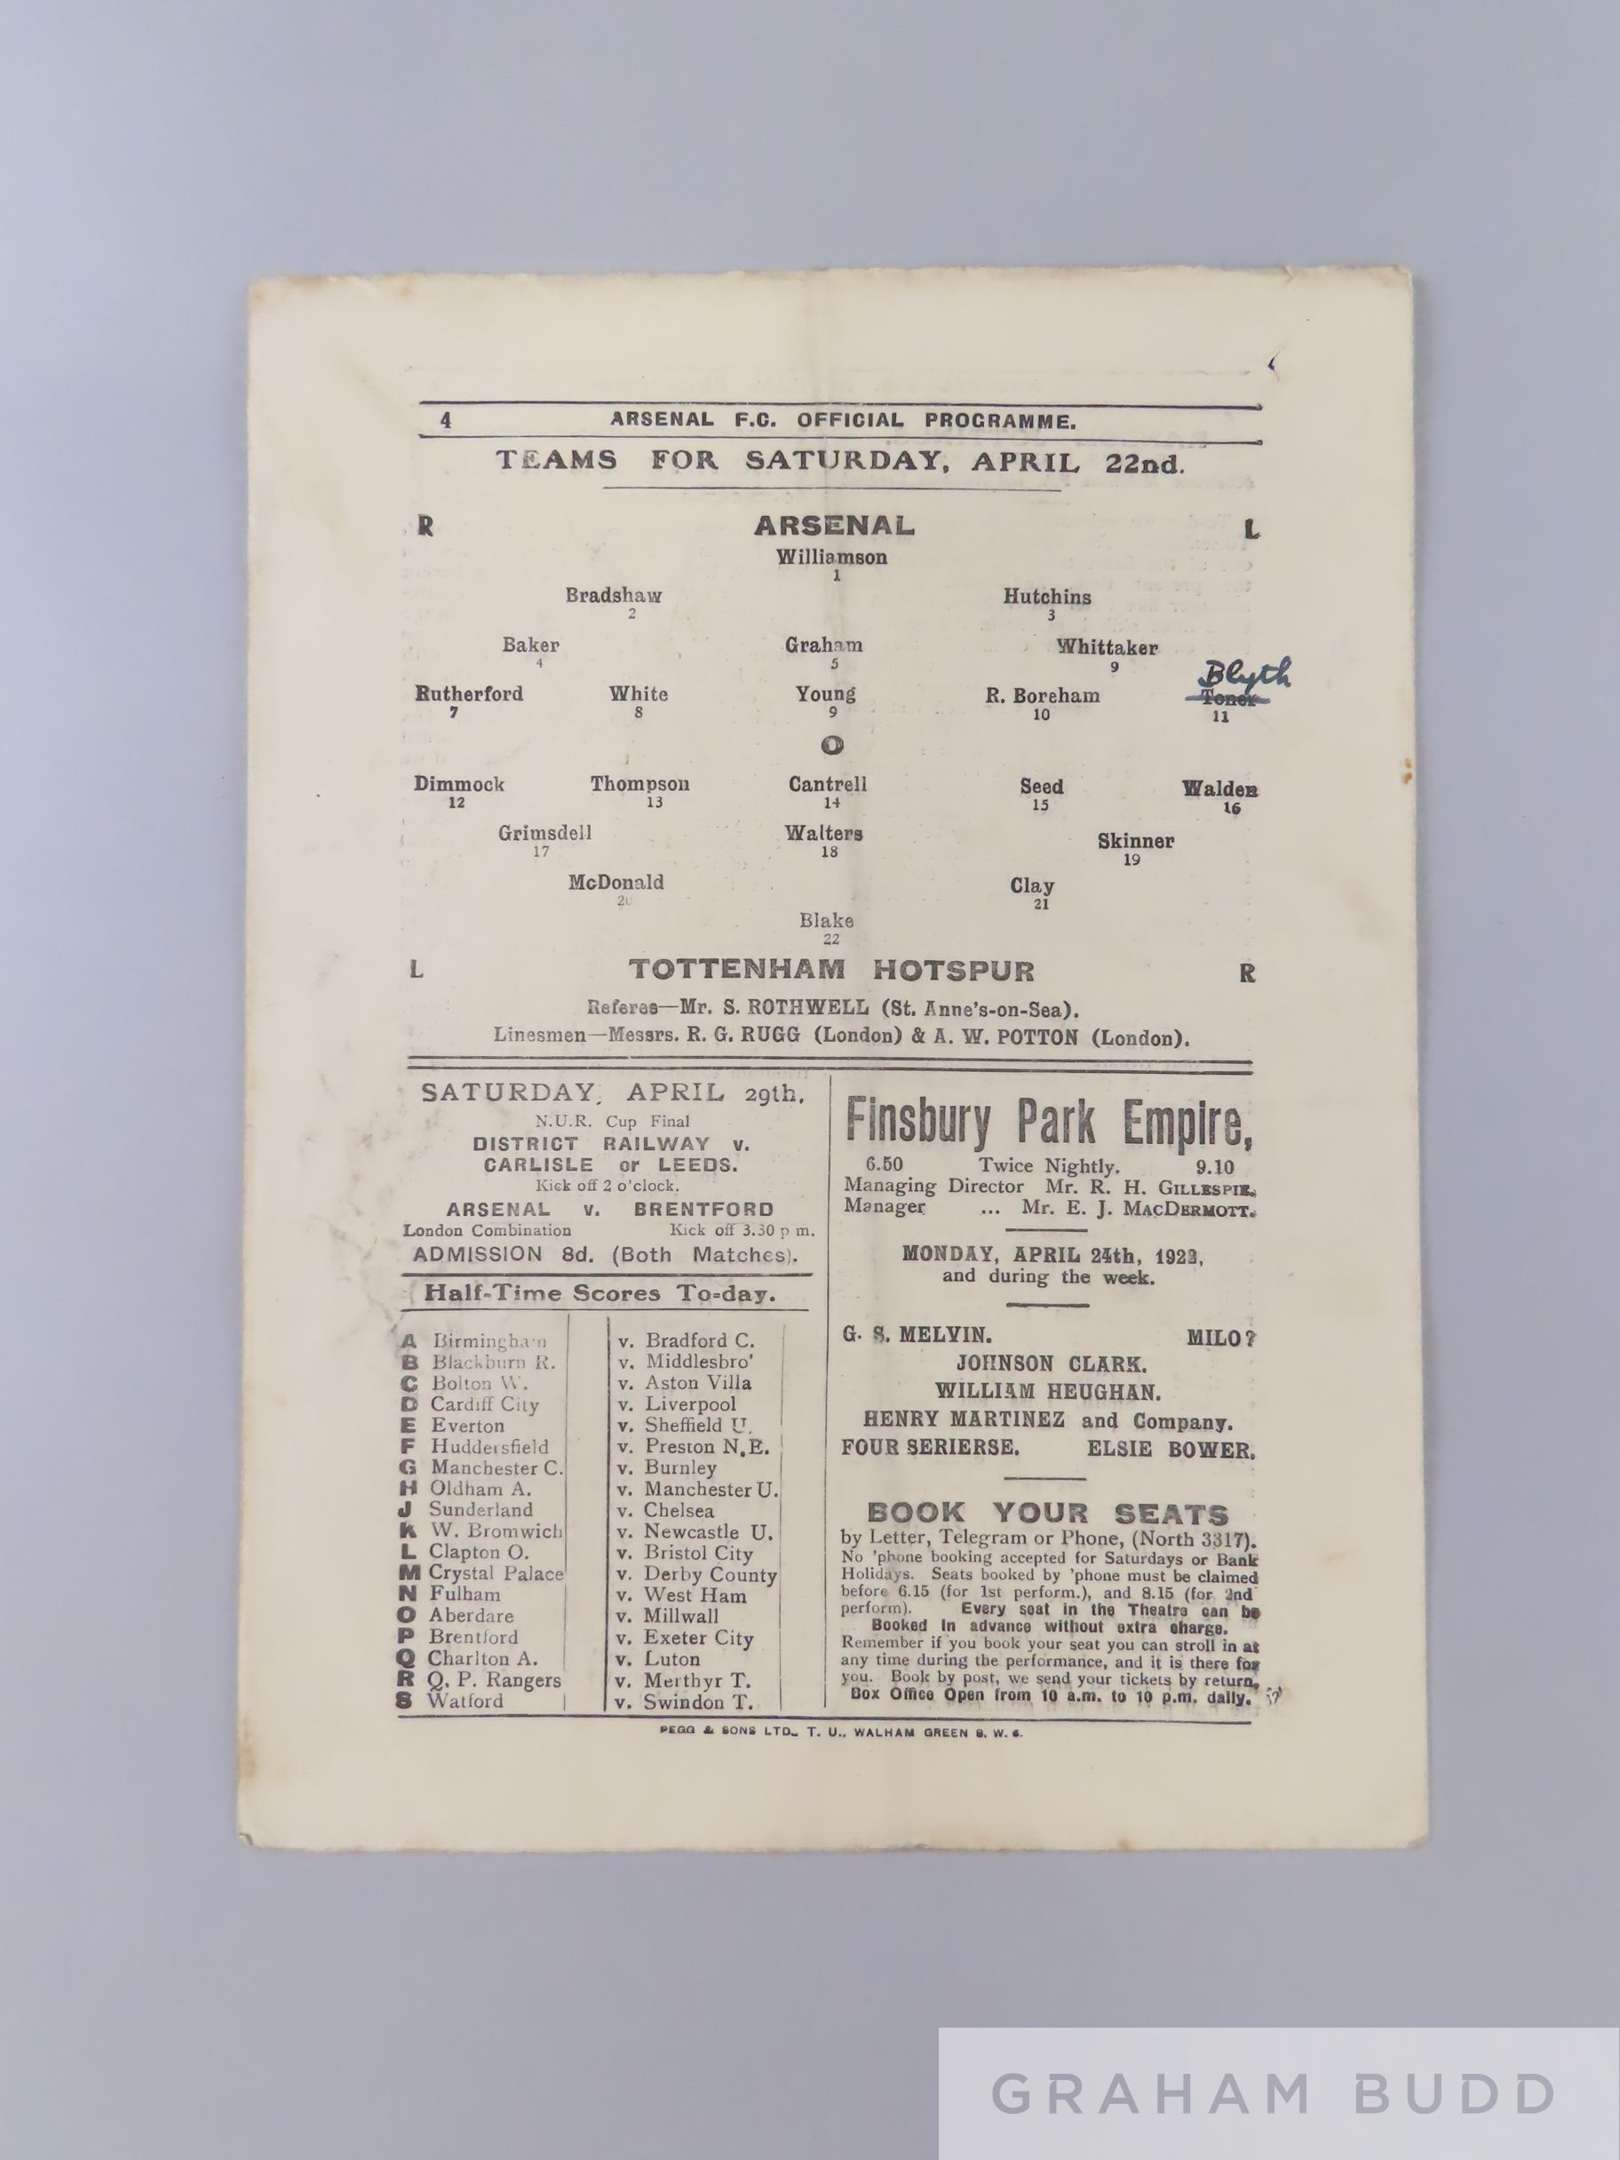 4 ARSENAL F.C. OFFICIAL PROGRAMME.
TEAMS FOR SATURDAY, APRIL 22nd.
R ARSENAL L
Williamson
1
Bradshaw Hutchins
2 3
Baker Graham Whittaker
4 5 9
Blyth
Rutherford White Young R. Boreham Toner
7 8 9 10 11
O
Dimmock Thompson Cantrell Seed Walden
12 13 14 15 16
Grimsdell Walters Skinner
17 18 19
McDonald Clay
20 21
Blake
22
L TOTTENHAM HOTSPUR R
Referee—Mr. S. ROTHWELL (St. Anne's-on-Sea).
Linesmen—Messrs. R. G. RUGG (London) & A. W. POTTON (London).
SATURDAY, APRIL 29th.
N.U.R. Cup Final
DISTRICT RAILWAY v.
CARLISLE or LEEDS.
Kick off 2 o'clock.
ARSENAL v. BRENTFORD
London Combination Kick off 3.30 p m.
ADMISSION 8d. (Both Matches).
Half-Time Scores To=day.
A Birmingham v. Bradford C.
B Blackburn R. v. Middlesbro'
C Bolton W. v. Aston Villa
D Cardiff City v. Liverpool
E Everton v. Sheffield U.
F Huddersfield v. Preston N.E.
G Manchester C. v. Burnley
H Oldham A. v. Manchester U.
J Sunderland v. Chelsea
K W. Bromwich v. Newcastle U.
L Clapton O. v. Bristol City
M Crystal Palace v. Derby County
N Fulham v. West Ham
O Aberdare v. Millwall
P Brentford v. Exeter City
Q Charlton A. v. Luton
R Q. P. Rangers v. Merthyr T.
S Watford v. Swindon T.
Finsbury Park Empire,
6.50 Twice Nightly. 9.10
Managing Director Mr. R. H. GILLESPIE.
Manager ... Mr. E. J. MACDERMOTT.
MONDAY, APRIL 24th,
and during the week.
G. S. MELVIN. MILO?
JOHNSON CLARK.
WILLIAM HEUGHAN.
HENRY MARTINEZ and Company.
FOUR SERIERSE. ELSIE BOWER.
BOOK YOUR SEATS
by Letter, Telegram or Phone, (North 3317).
No 'phone booking accepted for Saturdays or Bank
Holidays. Seats booked by 'phone must be claimed
before 6.15 (for 1st perform.), and 8.15 (for 2nd
perform). Every seat in the Theatre can be
Booked in advance without extra charge.
Remember if you book your seat you can stroll in at
any time during the performance, and it is there for
you. Book by post, we send your tickets by return.
Box Office Open from 10 a.m. to 10 p.m. daily.
PEGG & SONS LTD., T. U., WALHAM GREEN S. W. 6.
GRAHAM BUDD